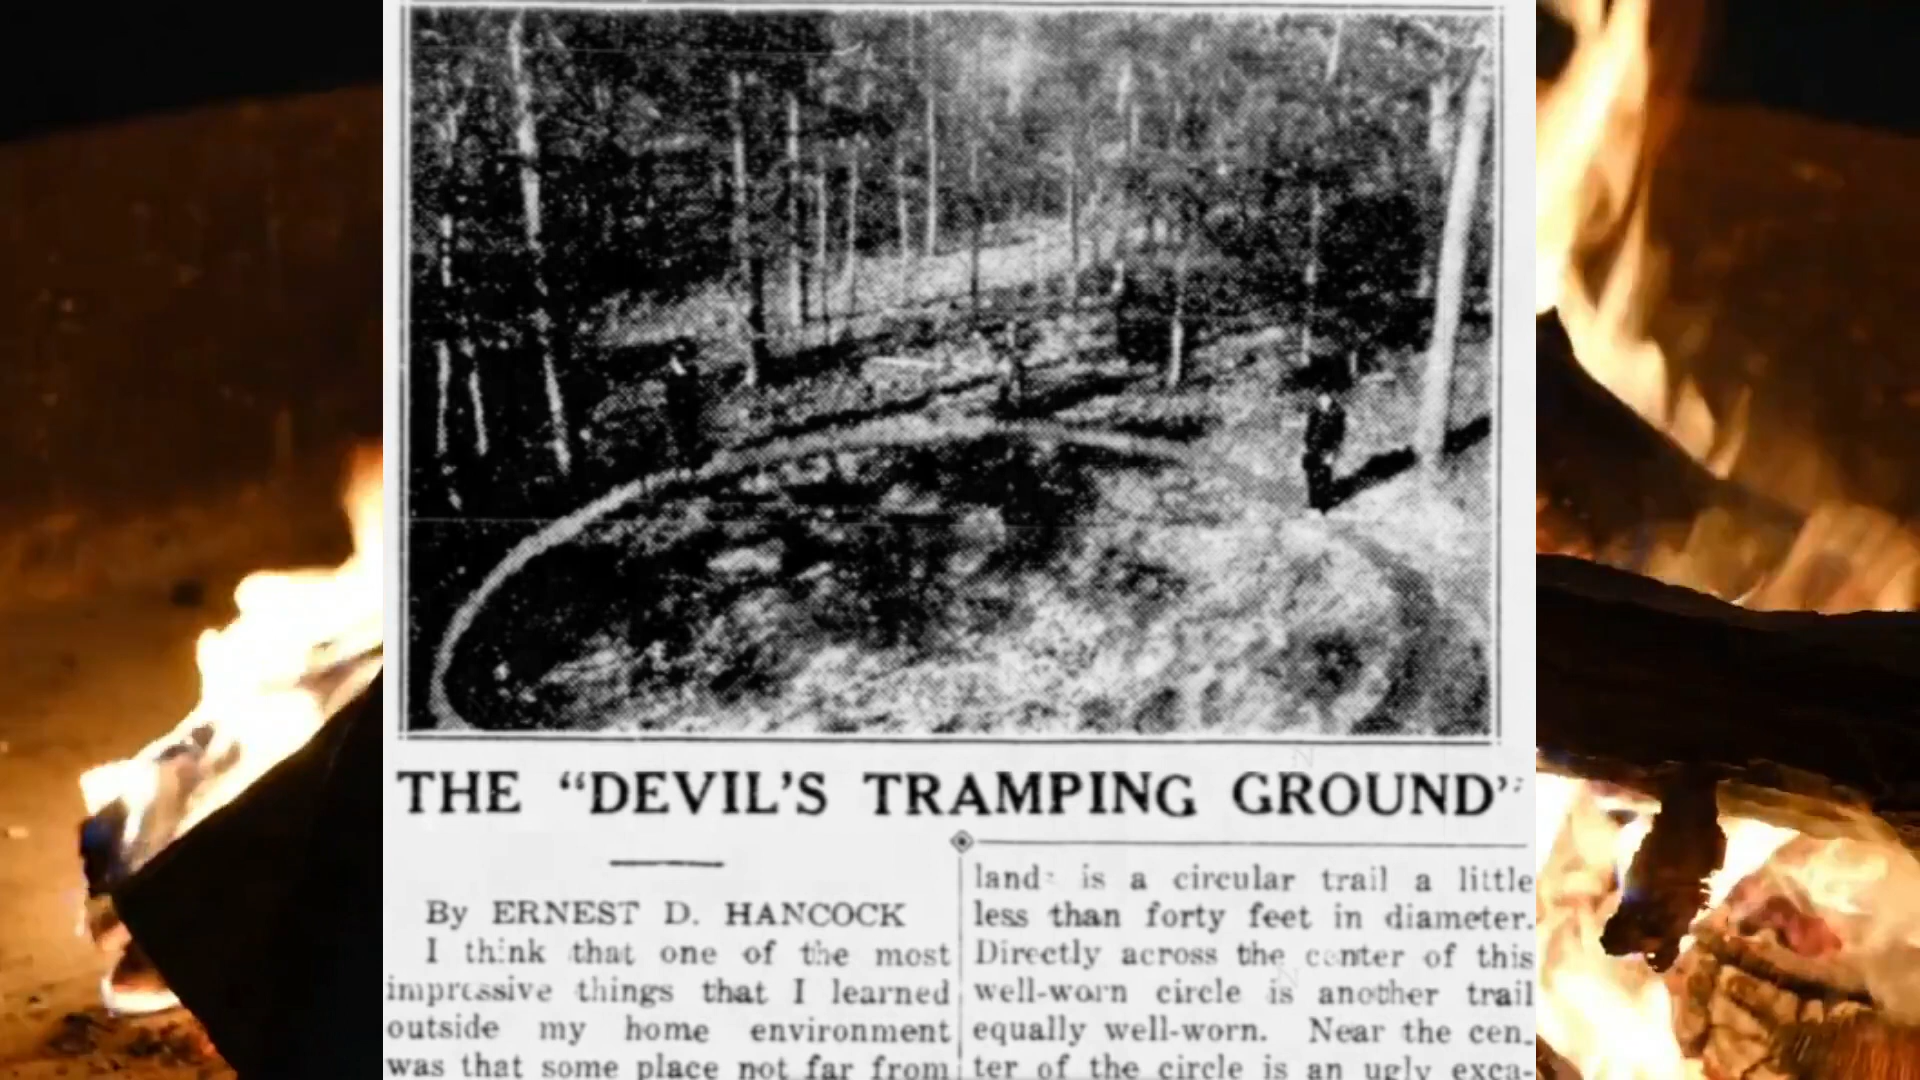 THE “DEVIL'S TRAMPING GROUND”
By ERNEST D. HANCOCK
I think that one of the most
impressive things that I learned
outside my home environment
was that some place not far from
land is a circular trail a little
less than forty feet in diameter.
Directly across the center of this
well-worn circle is another trail
equally well-worn. Near the cen-
ter of the circle is an ugly exca-